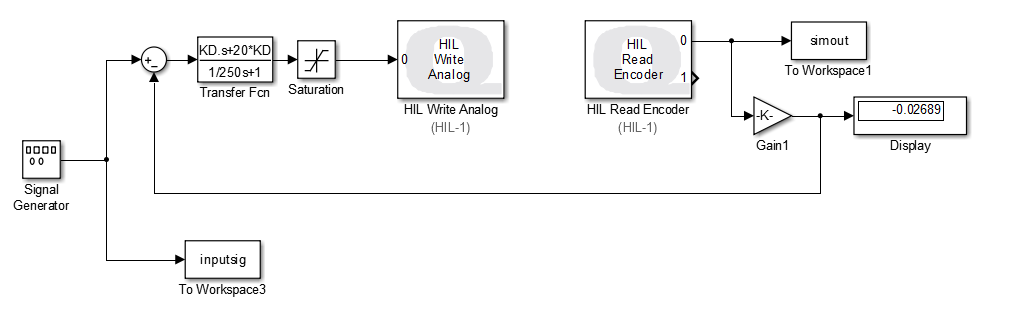 KD.s+20*KD
1/250s+1
Transfer Fcn
+
-
Saturation
HIL
Write
Analog
0
HIL Write Analog
(HIL-1)
HIL
Read
Encoder
0
1
HIL Read Encoder
(HIL-1)
simout
To Workspace1
-K-
Gain1
-0.02689
Display
Signal
Generator
inputsig
To Workspace3